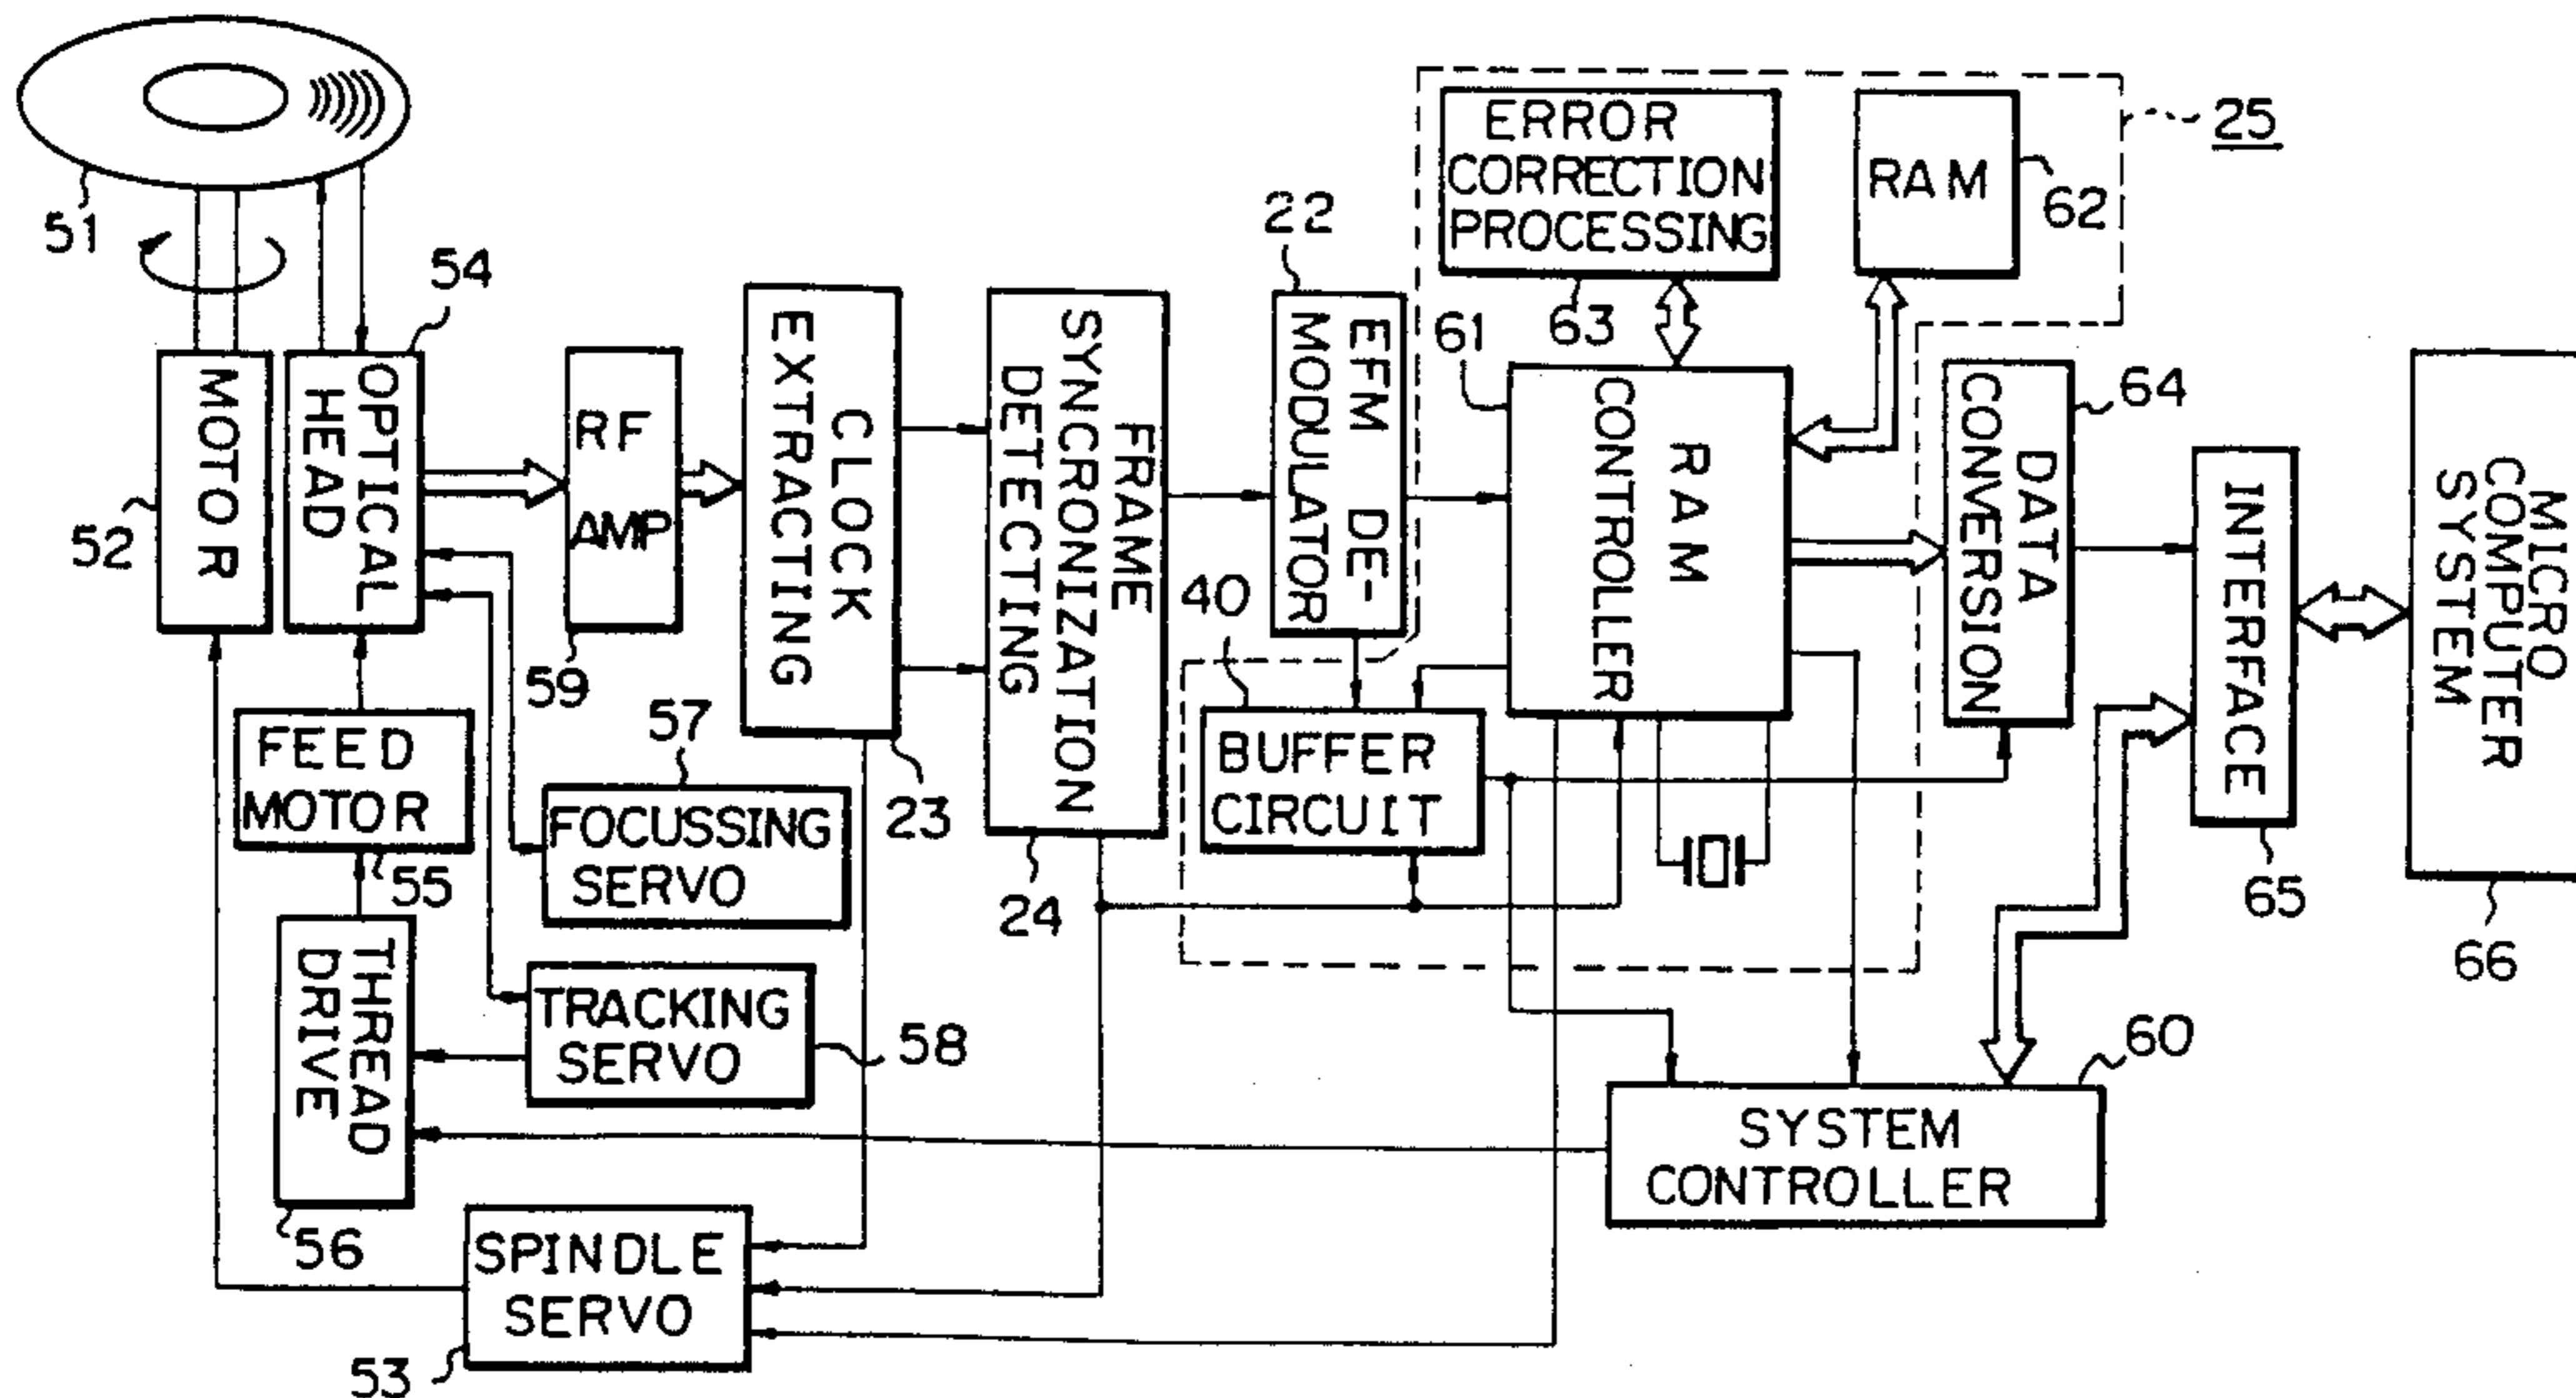 51
MOTOR
52
OPTICAL
HEAD
54
FEED
MOTOR
55
THREAD
DRIVE
56
SPINDLE
SERVO
53
RF
AMP
59
FOCUSSING
SERVO
57
TRACKING
SERVO
58
CLOCK
EXTRACTING
23
FRAME
SYNCRONIZATION
DETECTING
24
EFM DE-
MODULATOR
22
ERROR
CORRECTION
PROCESSING
63
RAM
62
25
RAM
CONTROLLER
61
BUFFER
CIRCUIT
40
DATA
CONVERSION
64
INTERFACE
65
MICRO
COMPUTER
SYSTEM
66
SYSTEM
CONTROLLER
60